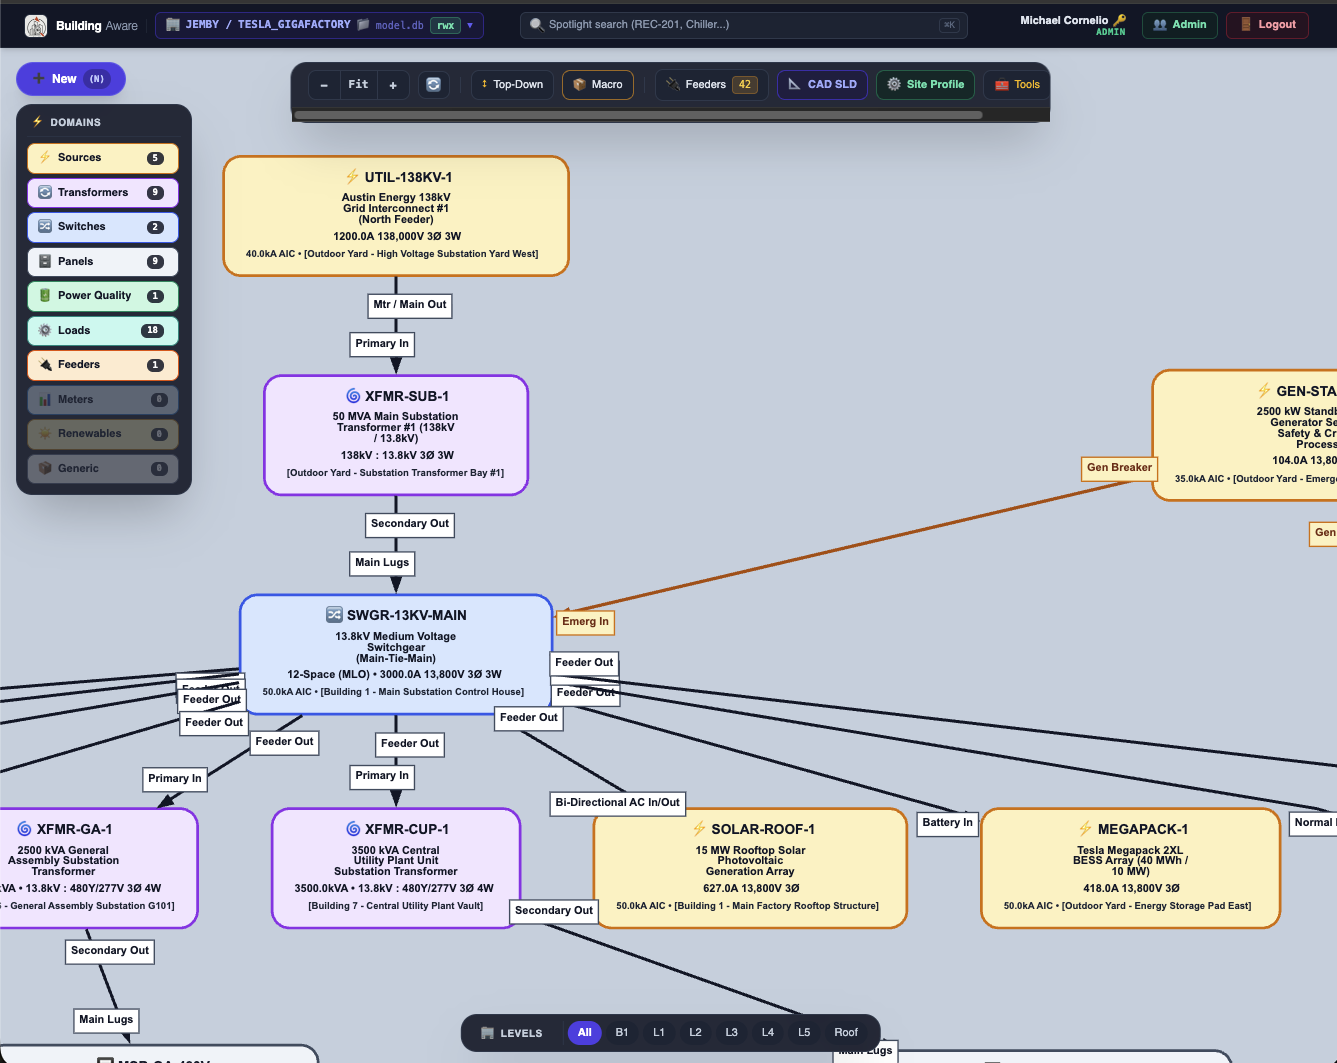 Building Aware
JEMBY / TESLA_GIGAFACTORY model.db rwx ▼
Spotlight search (REC-201, Chiller...) ⌘K
Michael Cornelio
ADMIN
Admin
Logout
New (N)
− Fit +
Top-Down
Macro
Feeders 42
CAD SLD
Site Profile
Tools
DOMAINS
Sources 5
Transformers 9
Switches 2
Panels 9
Power Quality 1
Loads 18
Feeders 1
Meters 0
Renewables 0
Generic 0
UTIL-138KV-1
Austin Energy 138kV
Grid Interconnect #1
(North Feeder)
1200.0A 138,000V 3Ø 3W
40.0kA AIC • [Outdoor Yard - High Voltage Substation Yard West]
Mtr / Main Out
Primary In
XFMR-SUB-1
50 MVA Main Substation
Transformer #1 (138kV
/ 13.8kV)
138kV : 13.8kV 3Ø 3W
[Outdoor Yard - Substation Transformer Bay #1]
GEN-STA
2500 kW Standb
Generator Se
Safety & Cr
Process
104.0A 13,80
35.0kA AIC • [Outdoor Yard - Emerge
Gen Breaker
Gen
Secondary Out
Main Lugs
SWGR-13KV-MAIN
13.8kV Medium Voltage
Switchgear
(Main-Tie-Main)
12-Space (MLO) • 3000.0A 13,800V 3Ø 3W
50.0kA AIC • [Building 1 - Main Substation Control House]
Emerg In
Feeder Out
Feeder Out
Feeder Out
Feeder Out
Feeder Out
Feeder Out
Feeder Out
Feeder Out
Primary In
Primary In
Bi-Directional AC In/Out
Battery In
Normal
XFMR-GA-1
2500 kVA General
Assembly Substation
Transformer
VA • 13.8kV : 480Y/277V 3Ø 4W
- General Assembly Substation G101]
XFMR-CUP-1
3500 kVA Central
Utility Plant Unit
Substation Transformer
3500.0kVA • 13.8kV : 480Y/277V 3Ø 4W
[Building 7 - Central Utility Plant Vault]
SOLAR-ROOF-1
15 MW Rooftop Solar
Photovoltaic
Generation Array
627.0A 13,800V 3Ø
50.0kA AIC • [Building 1 - Main Factory Rooftop Structure]
MEGAPACK-1
Tesla Megapack 2XL
BESS Array (40 MWh /
10 MW)
418.0A 13,800V 3Ø
50.0kA AIC • [Outdoor Yard - Energy Storage Pad East]
Secondary Out
Secondary Out
Main Lugs
Main Lugs
LEVELS All B1 L1 L2 L3 L4 L5 Roof